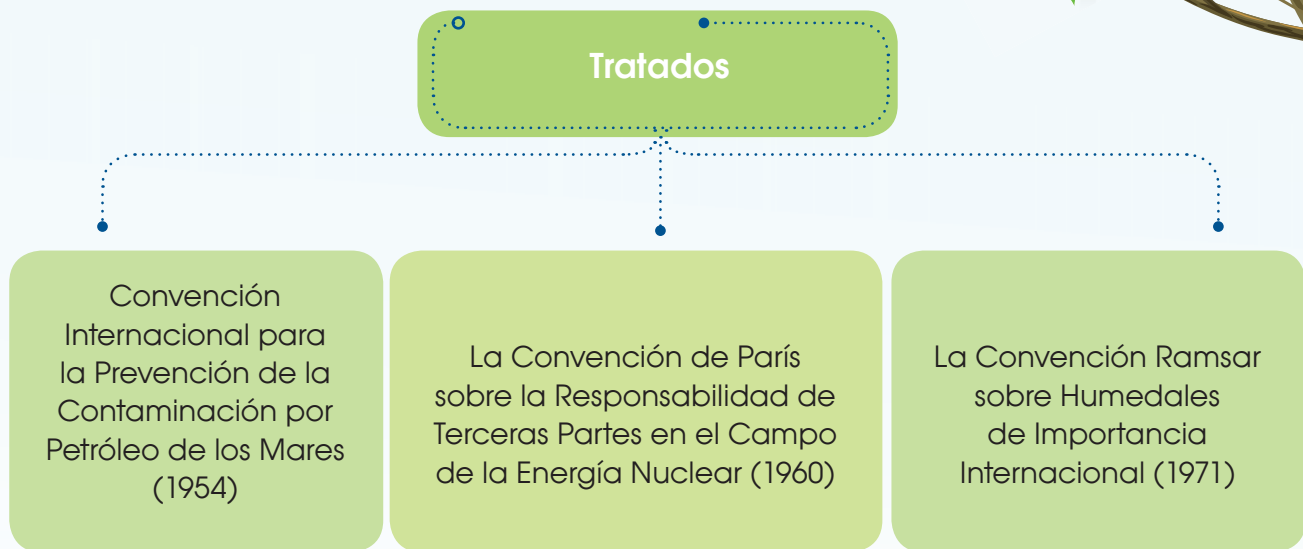 Tratados
Convención
Internacional para
la Prevención de la
Contaminación por
Petróleo de los Mares
(1954)
La Convención de París
sobre la Responsabilidad de
Terceras Partes en el Campo
de la Energía Nuclear (1960)
La Convención Ramsar
sobre Humedales
de Importancia
Internacional (1971)